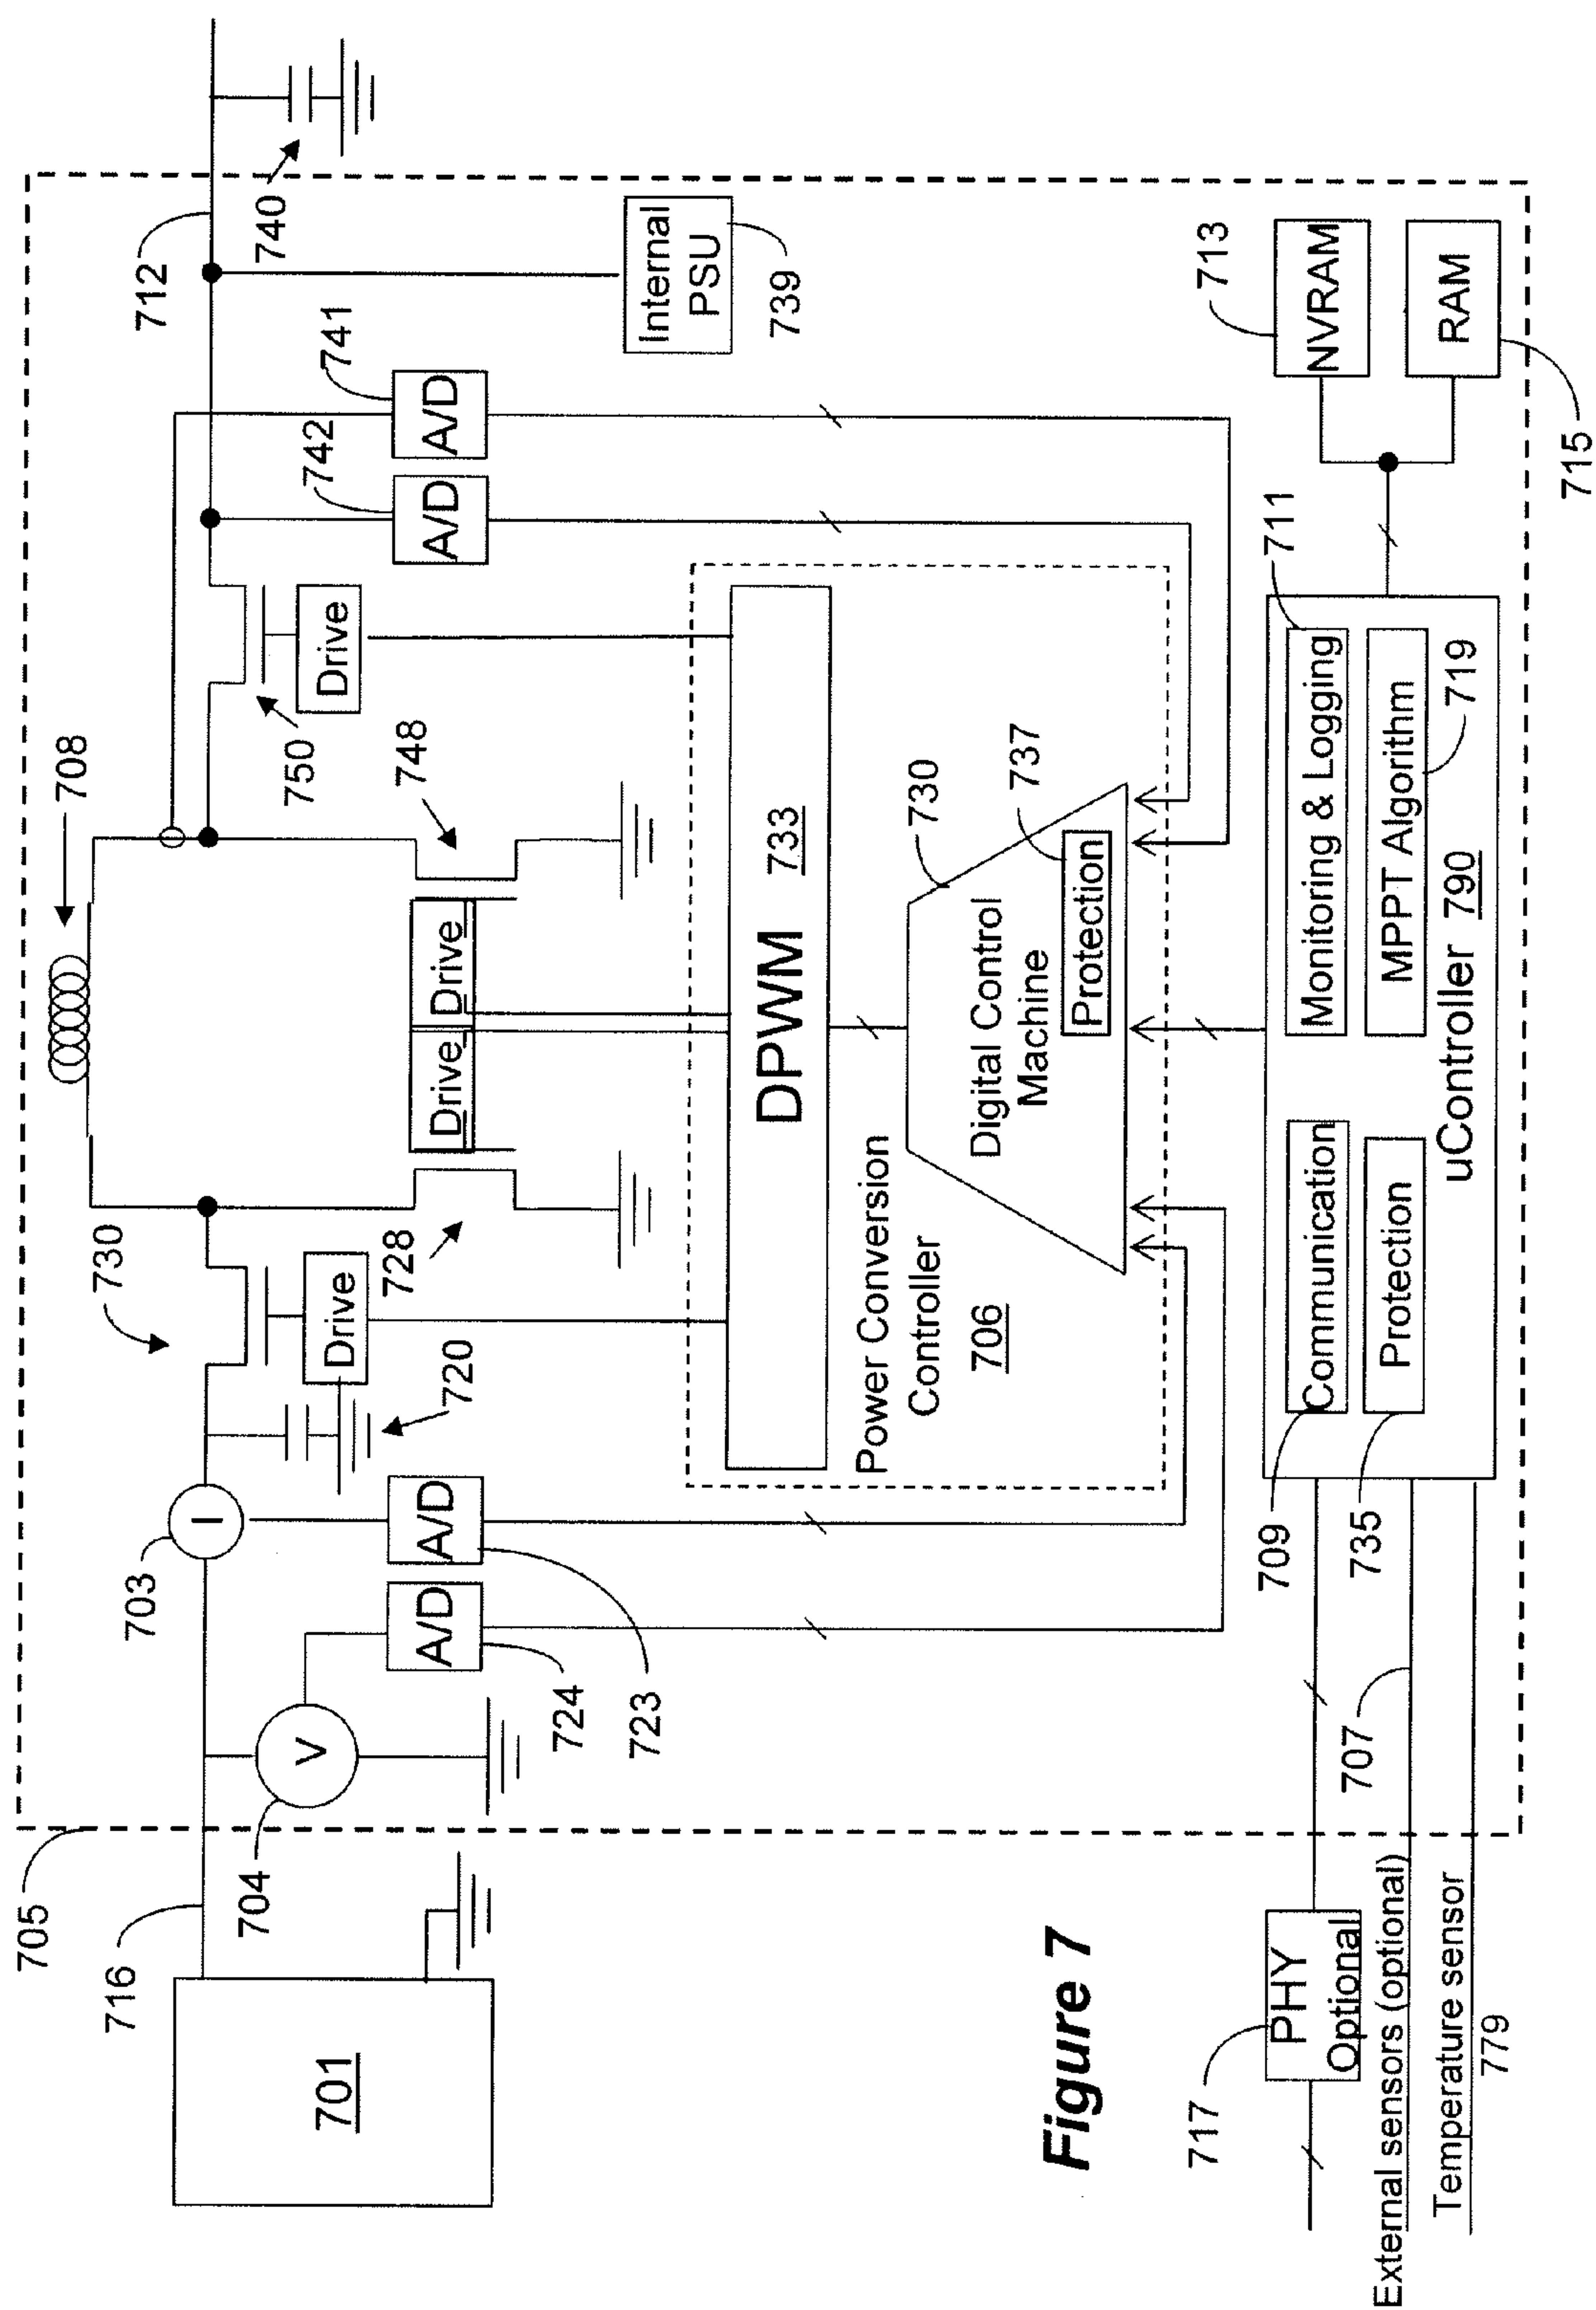 705
716
701
704
703
724
723
A/D
A/D
V
I
720
730
Drive
728
708
Drive
Drive
748
750
Drive
742
741
A/D
A/D
712
740
Internal
PSU
739
DPWM
733
Power Conversion
Controller
706
Digital Control
Machine
730
737
Protection
709
735
707
Communication
Protection
Monitoring & Logging
711
MPPT Algorithm
719
uController 790
713
NVRAM
RAM
715
717
PHY
Optional
External sensors (optional)
Temperature sensor
779
Figure 7